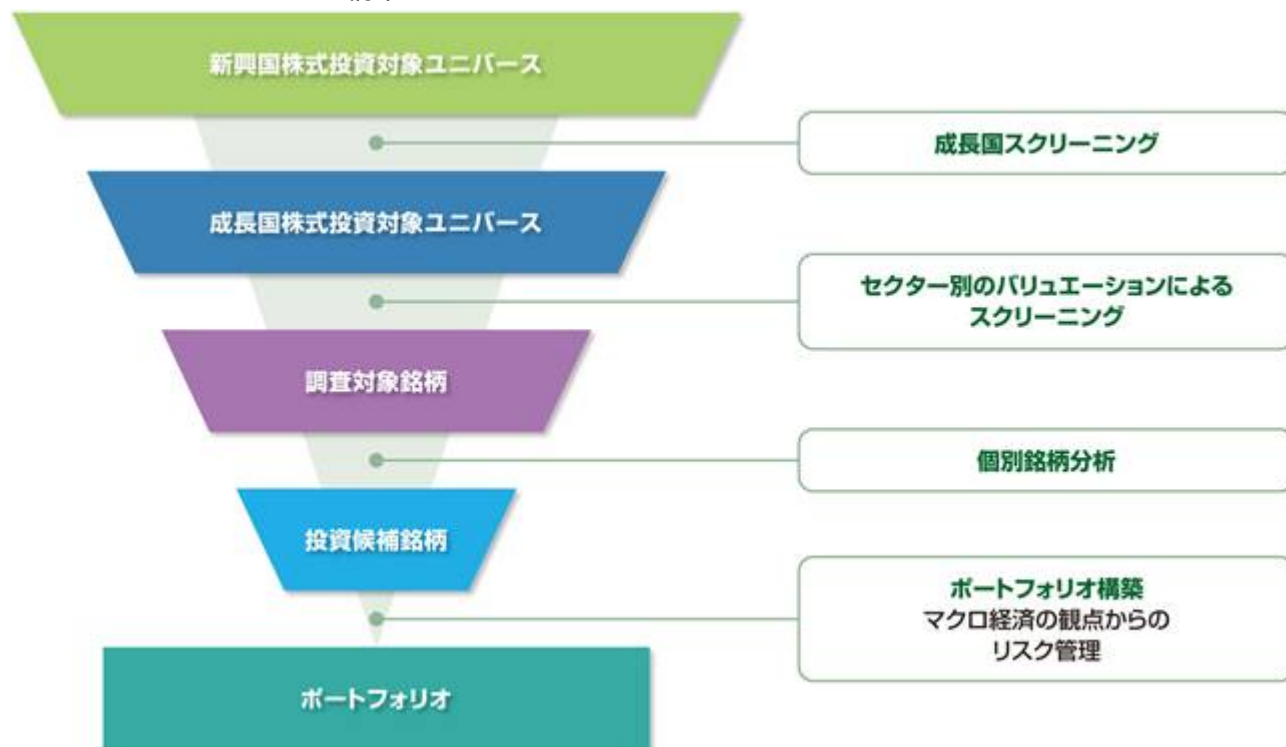 新興国株式投資対象ユニバース
成長国スクリーニング
成長国株式投資対象ユニバース
セクター別のバリュエーションによる
スクリーニング
調査対象銘柄
個別銘柄分析
投資候補銘柄
ポートフォリオ構築
マクロ経済の観点からの
リスク管理
ポートフォリオ